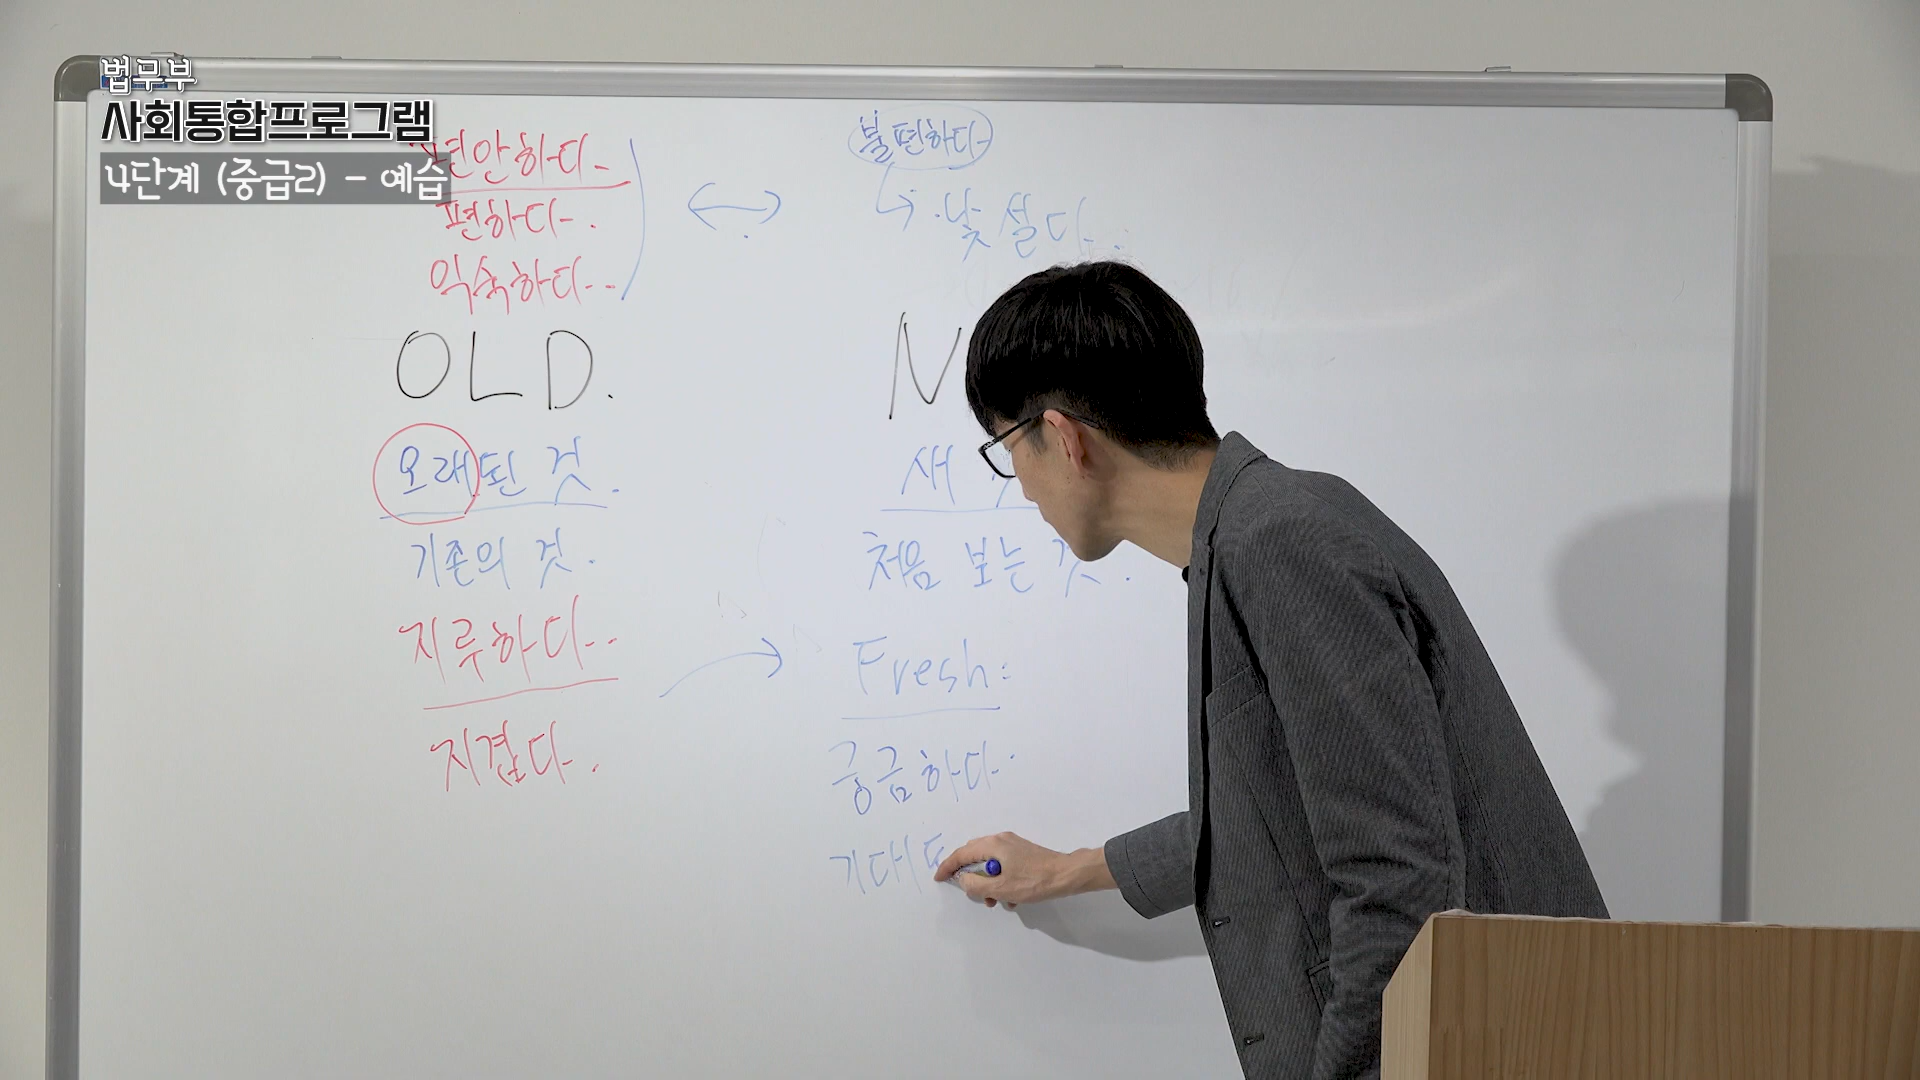 법무부
사회통합프로그램
4단계 (중급2) - 예습
편안하다.
편하다.
익숙하다..
OLD.
오래된 것.
기존의 것.
지루하다..
지겹다.
불편하다
낯설다..
N
새
처음 보는 것.
Fresh:
궁금하다.
기대